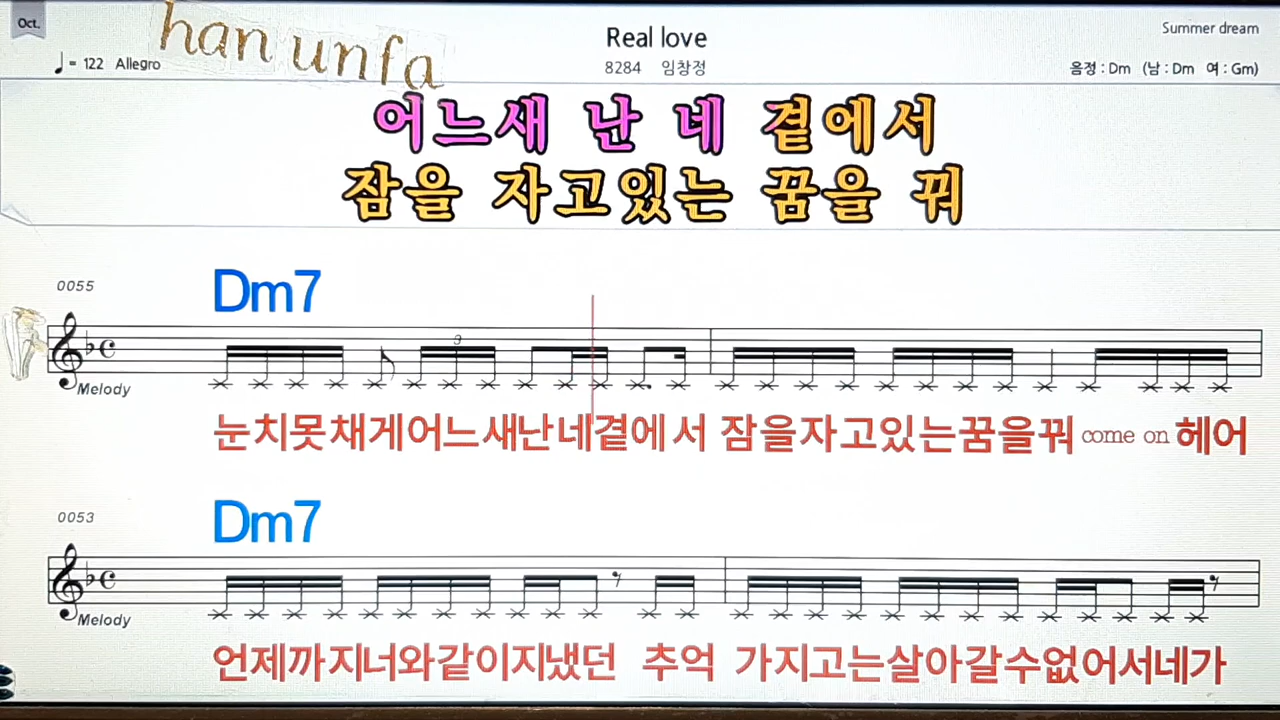 Oct.
han unfa
Real love
Summer dream
♩= 122 Allegro
8284 임창정
음정 : Dm (남 : Dm 여 : Gm)
어느새 난 네 곁에서
잠을 자고있는 꿈을 꿔
0055
Dm7
3
Melody
눈치못채게어느새난네곁에서 잠을자고있는꿈을꿔 come on 헤어
0053
Dm7
Melody
언제까지너와같이지냈던 추억 가지고는살아갈수없어서네가